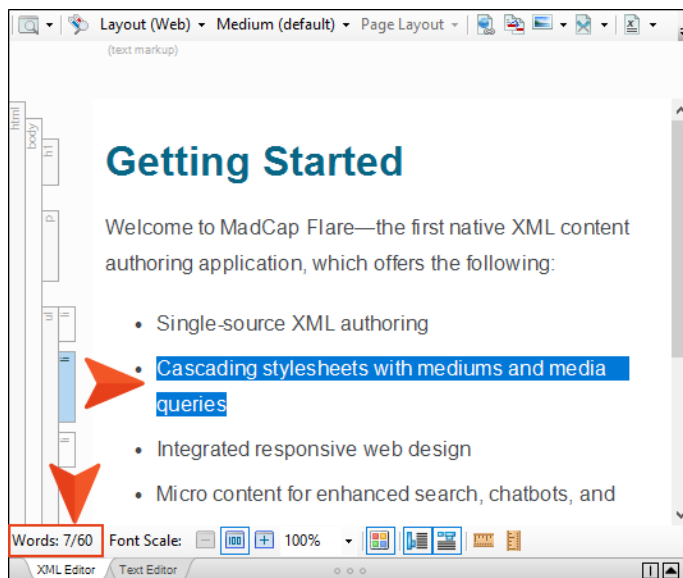 Layout (Web) Medium (default) Page Layout
(text markup)
html
body
h1
Getting Started
p
Welcome to MadCap Flare—the first native XML content
authoring application, which offers the following:
ul
li
• Single-source XML authoring
li
• Cascading stylesheets with mediums and media
queries
li
• Integrated responsive web design
• Micro content for enhanced search, chatbots, and
Words: 7/60 Font Scale: 100 100%
XML Editor Text Editor